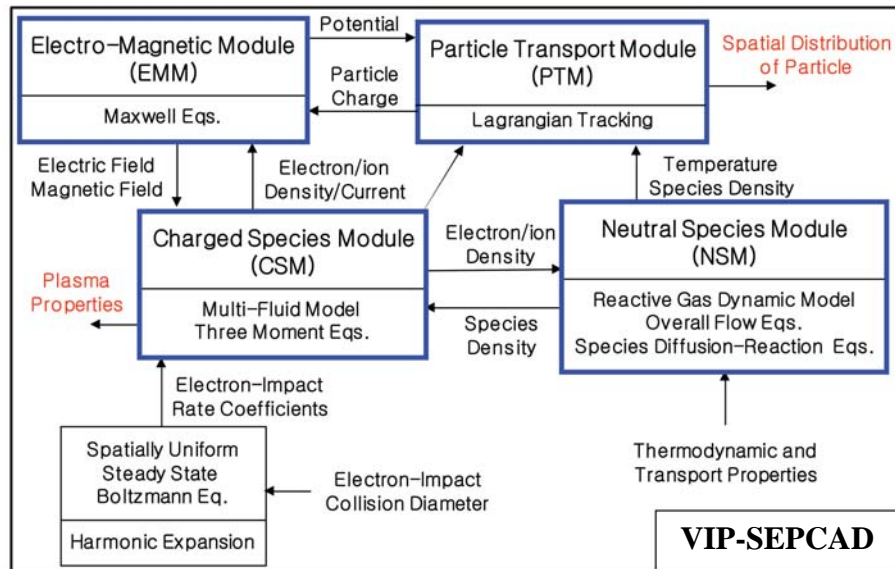 Electro-Magnetic Module
(EMM)
Maxwell Eqs.
Potential
Particle
Charge
Particle Transport Module
(PTM)
Lagrangian Tracking
Spatial Distribution
of Particle
Electric Field
Magnetic Field
Electron/ion
Density/Current
Temperature
Species Density
Charged Species Module
(CSM)
Multi-Fluid Model
Three Moment Eqs.
Plasma
Properties
Electron/ion
Density
Species
Density
Neutral Species Module
(NSM)
Reactive Gas Dynamic Model
Overall Flow Eqs.
Species Diffusion-Reaction Eqs.
Electron-Impact
Rate Coefficients
Spatially Uniform
Steady State
Boltzmann Eq.
Harmonic Expansion
Electron-Impact
Collision Diameter
Thermodynamic and
Transport Properties
VIP-SEPCAD